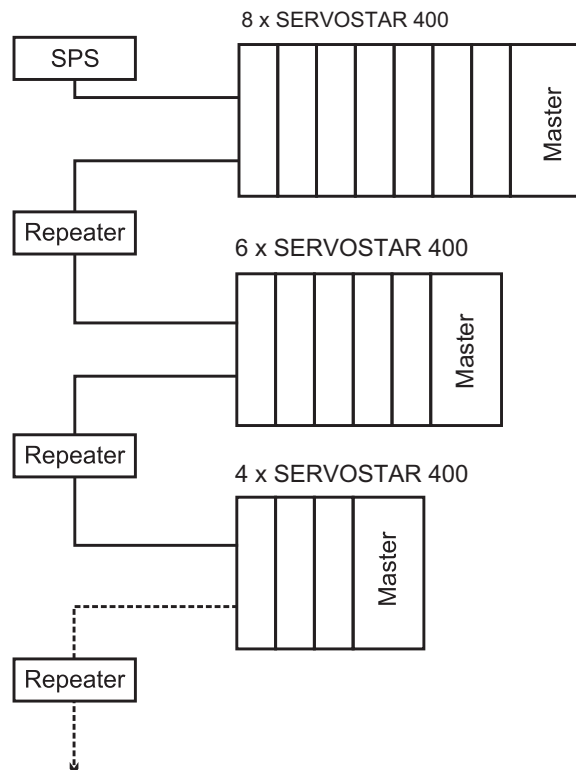 8 x SERVOSTAR 400
SPS
Master
Repeater
6 x SERVOSTAR 400
Master
Repeater
4 x SERVOSTAR 400
Master
Repeater